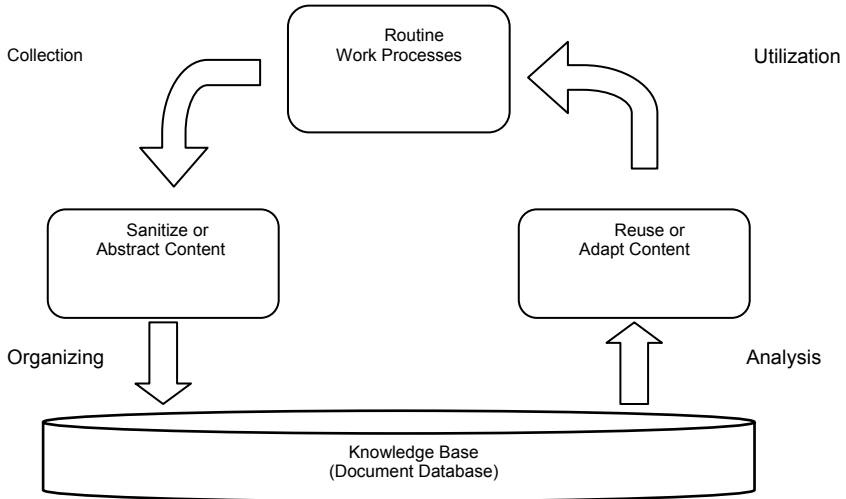 Routine
Work Processes
Collection
Utilization
Sanitize or
Abstract Content
Reuse or
Adapt Content
Organizing
Analysis
Knowledge Base
(Document Database)